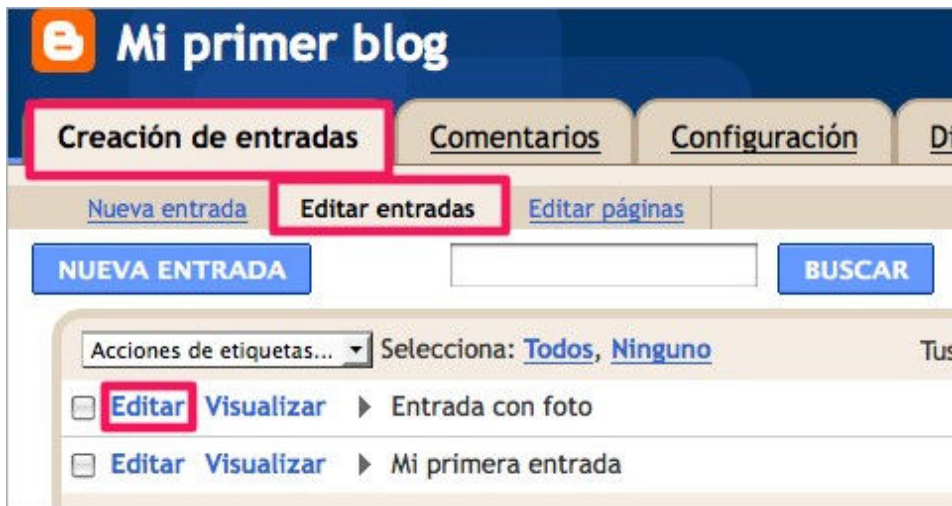 Mi primer blog
Creación de entradas Comentarios Configuración
Nueva entrada Editar entradas Editar páginas
NUEVA ENTRADA BUSCAR
Acciones de etiquetas... Selecciona: Todos, Ninguno Tus
Editar Visualizar Entrada con foto
Editar Visualizar Mi primera entrada